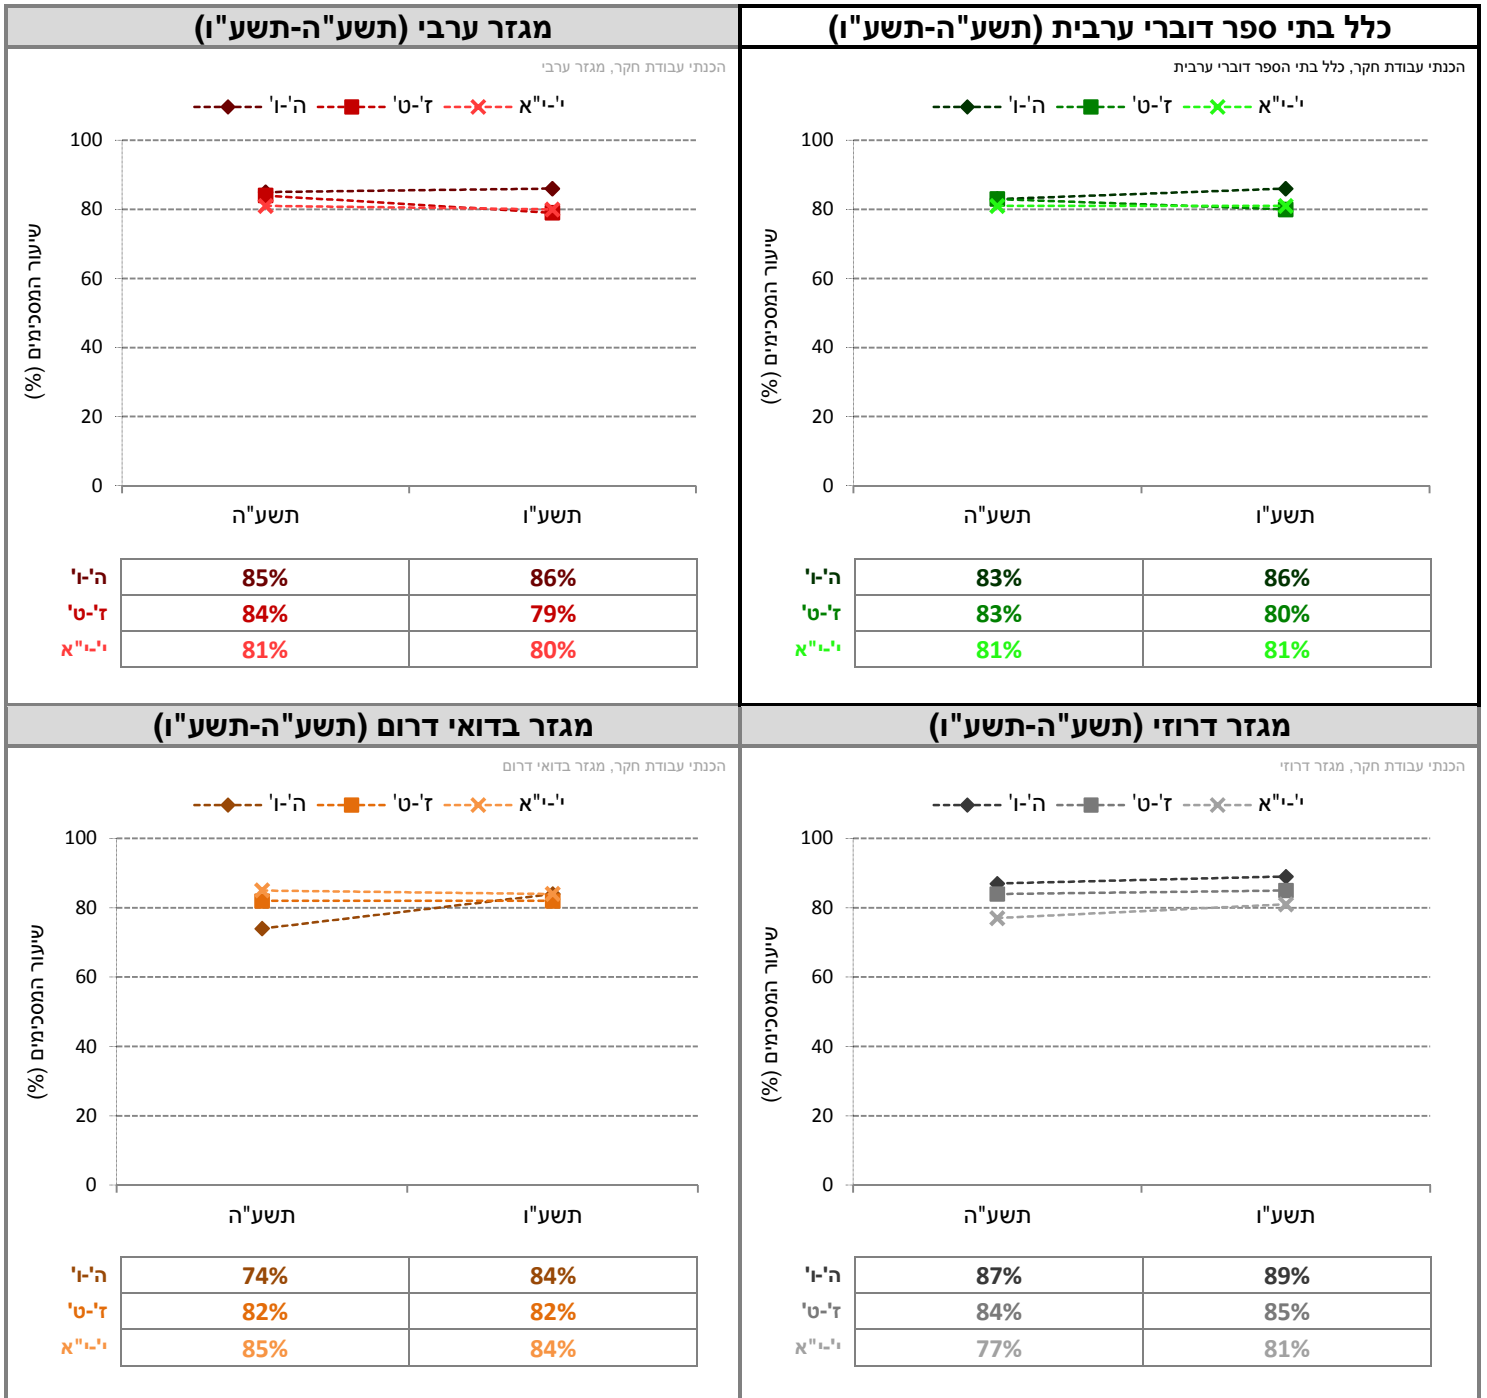 כלל בתי ספר דוברי ערבית (תשע"ה-תשע"ו)
הכנתי עבודת חקר, כלל בתי הספר דוברי ערבית
ה'-ו' ז'-ט' י'-י"א
שיעור המסכימים (%)
100
80
60
40
20
0
תשע"ה תשע"ו
ה'-ו' 83% 86%
ז'-ט' 83% 80%
י'-י"א 81% 81%
מגזר ערבי (תשע"ה-תשע"ו)
הכנתי עבודת חקר, מגזר ערבי
ה'-ו' ז'-ט' י'-י"א
שיעור המסכימים (%)
100
80
60
40
20
0
תשע"ה תשע"ו
ה'-ו' 85% 86%
ז'-ט' 84% 79%
י'-י"א 81% 80%
מגזר דרוזי (תשע"ה-תשע"ו)
הכנתי עבודת חקר, מגזר דרוזי
ה'-ו' ז'-ט' י'-י"א
שיעור המסכימים (%)
100
80
60
40
20
0
תשע"ה תשע"ו
ה'-ו' 87% 89%
ז'-ט' 84% 85%
י'-י"א 77% 81%
מגזר בדואי דרום (תשע"ה-תשע"ו)
הכנתי עבודת חקר, מגזר בדואי דרום
ה'-ו' ז'-ט' י'-י"א
שיעור המסכימים (%)
100
80
60
40
20
0
תשע"ה תשע"ו
ה'-ו' 74% 84%
ז'-ט' 82% 82%
י'-י"א 85% 84%